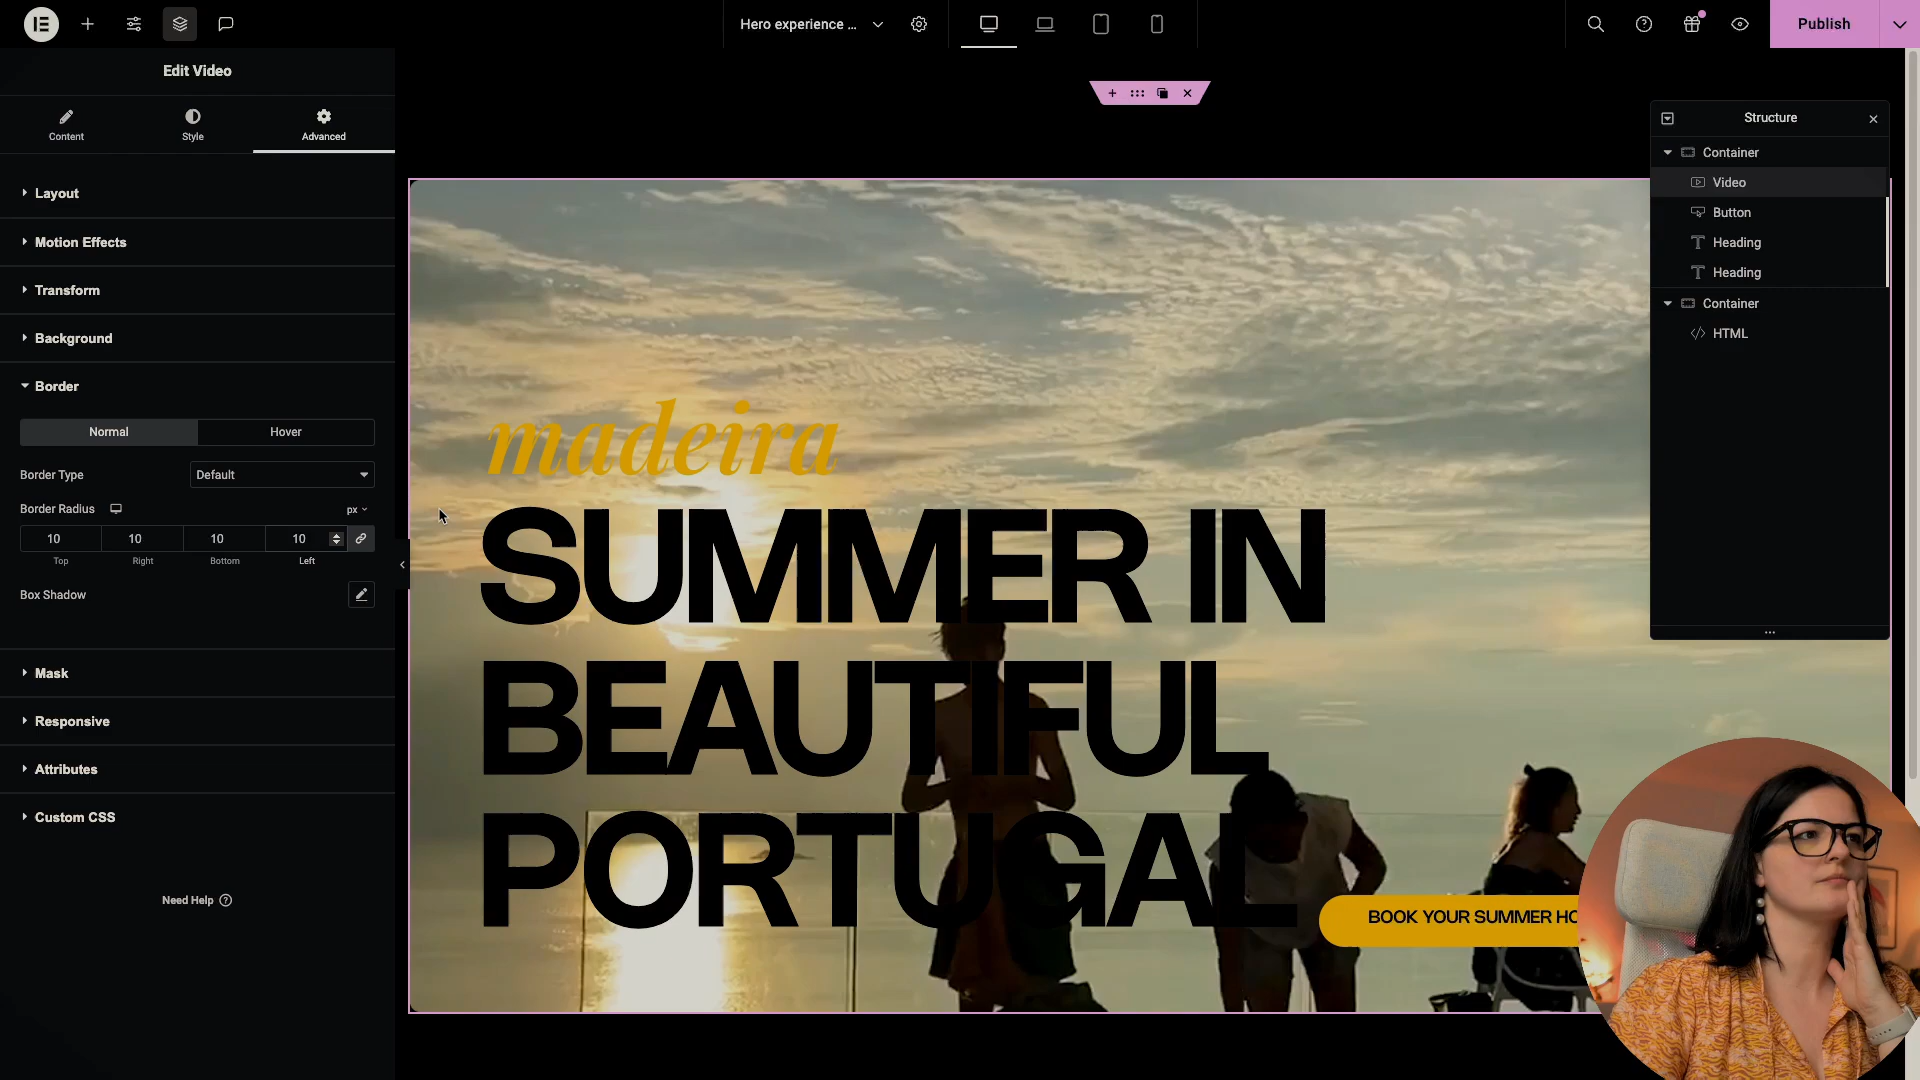 Hero experience ...
Publish
Edit Video
Content
Style
Advanced
Layout
Motion Effects
Transform
Background
Border
Normal
Hover
Border Type
Default
Border Radius
px
10
10
10
10
Top
Right
Bottom
Left
Box Shadow
Mask
Responsive
Attributes
Custom CSS
Need Help
madeira
SUMMER IN
BEAUTIFUL
PORTUGAL
BOOK YOUR SUMMER HO
Structure
Container
Video
Button
Heading
Heading
Container
HTML